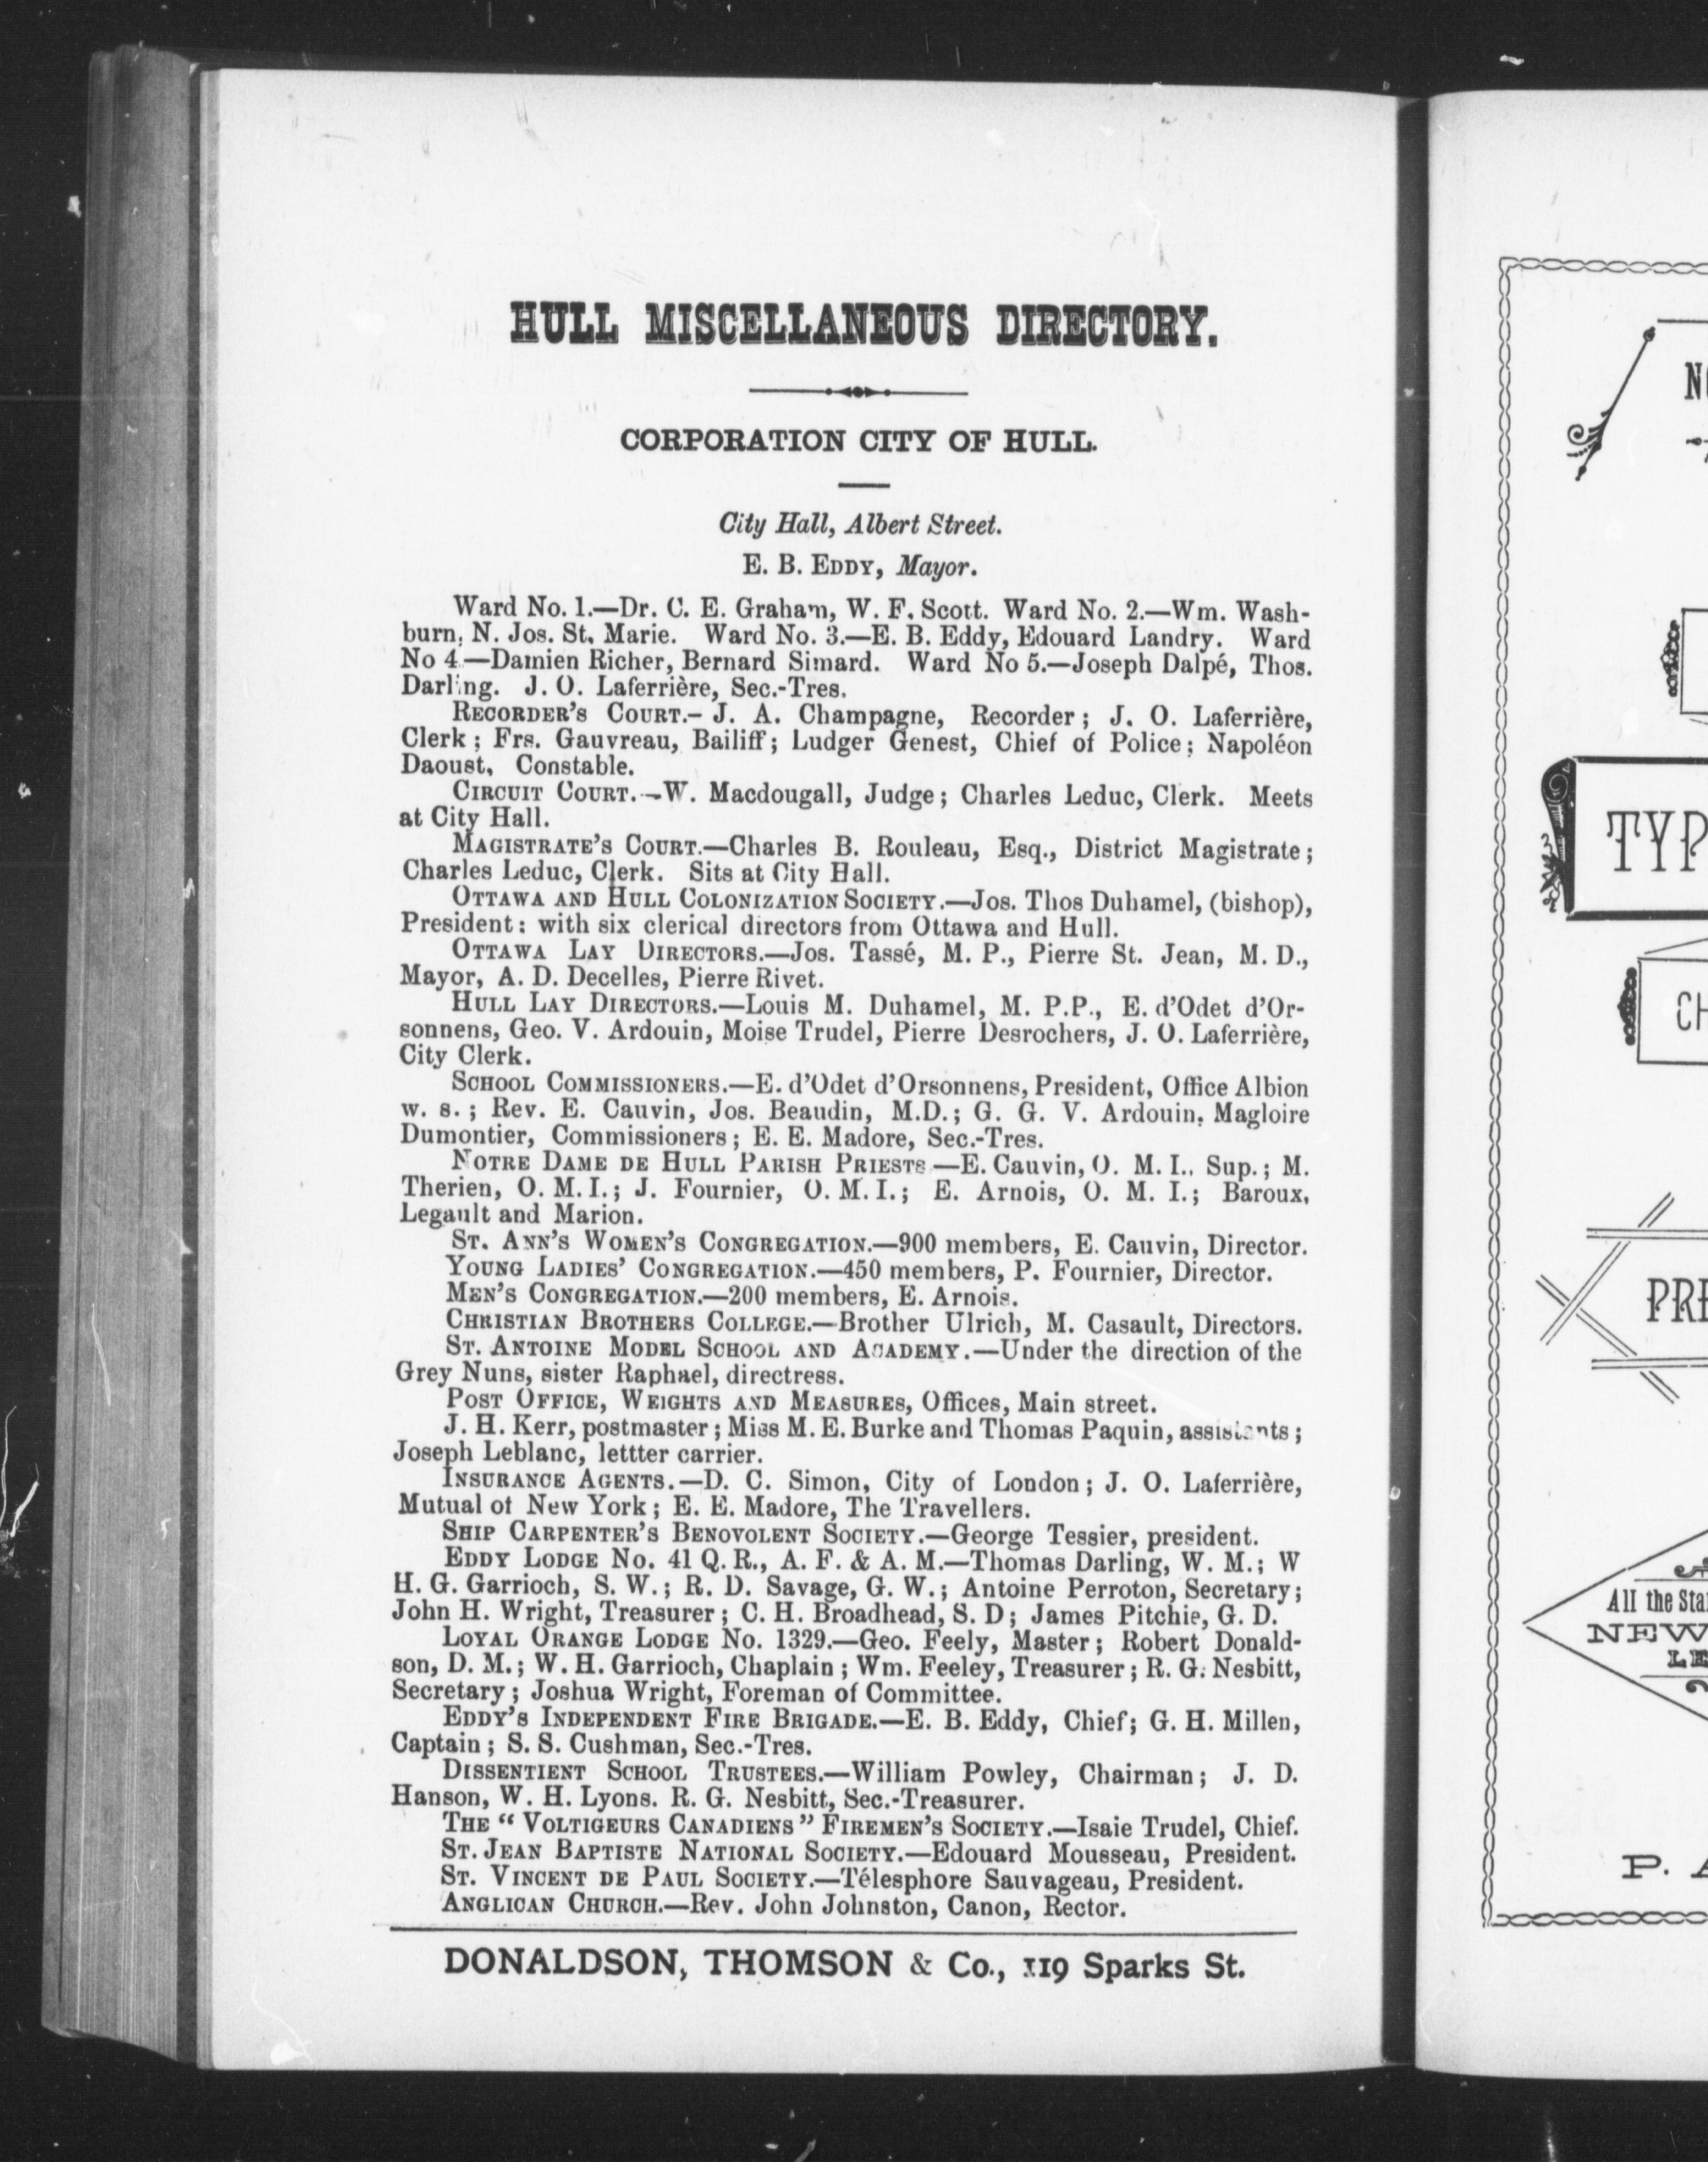 HULL MISCELLANEOUS DIRECTORY.
CORPORATION CITY OF HULL.
City Hall, Albert Street.
E. B. EDDY, Mayor.
Ward No. 1.—Dr. C. E. Graham, W. F. Scott. Ward No. 2.—Wm. Wash-
burn, N. Jos. St. Marie. Ward No. 3.—E. B. Eddy, Edouard Landry. Ward
No 4.—Damien Richer, Bernard Simard. Ward No 5.—Joseph Dalpé, Thos.
Darling. J. O. Laferrière, Sec.-Tres.
RECORDER'S COURT.- J. A. Champagne, Recorder; J. O. Laferrière,
Clerk; Frs. Gauvreau, Bailiff; Ludger Genest, Chief of Police; Napoléon
Daoust, Constable.
CIRCUIT COURT.—W. Macdougall, Judge; Charles Leduc, Clerk. Meets
at City Hall.
MAGISTRATE'S COURT.—Charles B. Rouleau, Esq., District Magistrate;
Charles Leduc, Clerk. Sits at City Hall.
OTTAWA AND HULL COLONIZATION SOCIETY.—Jos. Thos Duhamel, (bishop),
President: with six clerical directors from Ottawa and Hull.
OTTAWA LAY DIRECTORS.—Jos. Tassé, M. P., Pierre St. Jean, M. D.,
Mayor, A. D. Decelles, Pierre Rivet.
HULL LAY DIRECTORS.—Louis M. Duhamel, M. P.P., E. d'Odet d'Or-
sonnens, Geo. V. Ardouin, Moise Trudel, Pierre Desrochers, J. O. Laferrière,
City Clerk.
SCHOOL COMMISSIONERS.—E. d'Odet d'Orsonnens, President, Office Albion
w. s.; Rev. E. Cauvin, Jos. Beaudin, M.D.; G. G. V. Ardouin, Magloire
Dumontier, Commissioners; E. E. Madore, Sec.-Tres.
NOTRE DAME DE HULL PARISH PRIESTS.—E. Cauvin, O. M. I., Sup.; M.
Therien, O. M. I.; J. Fournier, O. M. I.; E. Arnois, O. M. I.; Baroux,
Legault and Marion.
ST. ANN'S WOMEN'S CONGREGATION.—900 members, E. Cauvin, Director.
YOUNG LADIES' CONGREGATION.—450 members, P. Fournier, Director.
MEN'S CONGREGATION.—200 members, E. Arnois.
CHRISTIAN BROTHERS COLLEGE.—Brother Ulrich, M. Casault, Directors.
ST. ANTOINE MODEL SCHOOL AND ACADEMY.—Under the direction of the
Grey Nuns, sister Raphael, directress.
POST OFFICE, WEIGHTS AND MEASURES, Offices, Main street.
J. H. Kerr, postmaster; Miss M. E. Burke and Thomas Paquin, assistants;
Joseph Leblanc, lettter carrier.
INSURANCE AGENTS.—D. C. Simon, City of London; J. O. Laferrière,
Mutual of New York; E. E. Madore, The Travellers.
SHIP CARPENTER'S BENOVOLENT SOCIETY.—George Tessier, president.
EDDY LODGE No. 41 Q. R., A. F. & A. M.—Thomas Darling, W. M.; W
H. G. Garrioch, S. W.; R. D. Savage, G. W.; Antoine Perroton, Secretary;
John H. Wright, Treasurer; C. H. Broadhead, S. D; James Pitchie, G. D.
LOYAL ORANGE LODGE No. 1329.—Geo. Feely, Master; Robert Donald-
son, D. M.; W. H. Garrioch, Chaplain; Wm. Feeley, Treasurer; R. G. Nesbitt,
Secretary; Joshua Wright, Foreman of Committee.
EDDY'S INDEPENDENT FIRE BRIGADE.—E. B. Eddy, Chief; G. H. Millen,
Captain; S. S. Cushman, Sec.-Tres.
DISSENTIENT SCHOOL TRUSTEES.—William Powley, Chairman; J. D.
Hanson, W. H. Lyons. R. G. Nesbitt, Sec.-Treasurer.
THE "VOLTIGEURS CANADIENS" FIREMEN'S SOCIETY.—Isaie Trudel, Chief.
ST. JEAN BAPTISTE NATIONAL SOCIETY.—Edouard Mousseau, President.
ST. VINCENT DE PAUL SOCIETY.—Télesphore Sauvageau, President.
ANGLICAN CHURCH.—Rev. John Johnston, Canon, Rector.
DONALDSON, THOMSON & Co., 119 Sparks St.
TYP
CH
PRE
All the Sta
NEW
LE
P. A